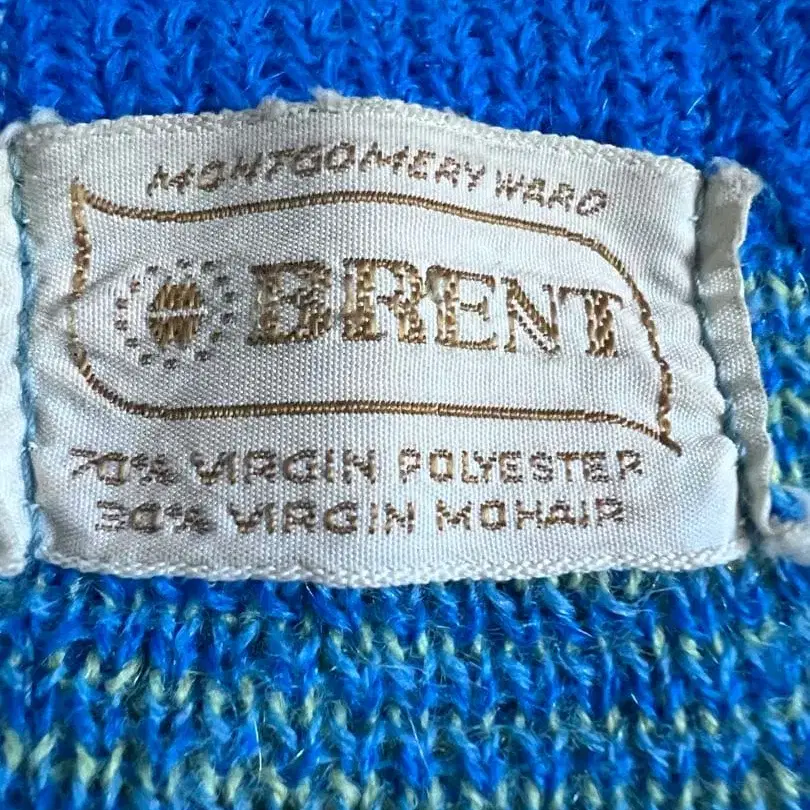 MONTGOMERY WARD
BRENT
70% VIRGIN POLYESTER
30% VIRGIN MOHAIR